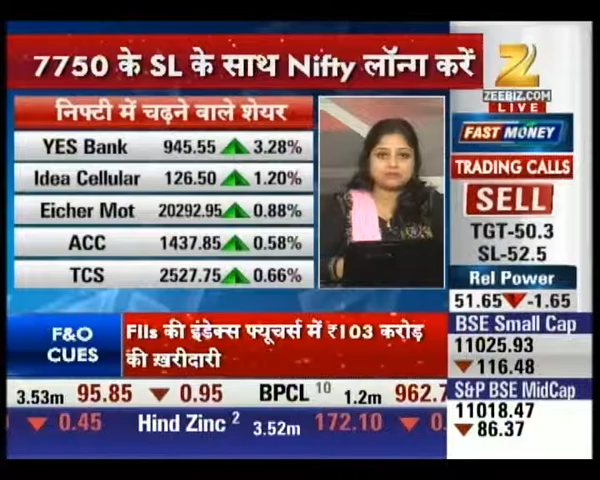 7750 के SL के साथ Nifty लॉन्ग करें
ZEEBIZ.COM
LIVE
निफ्टी में चढ़ने वाले शेयर
YES Bank 945.55 3.28%
Idea Cellular 126.50 1.20%
Eicher Mot 20292.95 0.88%
ACC 1437.85 0.58%
TCS 2527.75 0.66%
FAST MONEY
TRADING CALLS
SELL
TGT-50.3
SL-52.5
Rel Power
51.65 -1.65
BSE Small Cap
11025.93
116.48
S&P BSE MidCap
11018.47
86.37
F&O
CUES
FIIs की इंडेक्स फ्यूचर्स में ₹103 करोड़
की ख़रीदारी
3.53m 95.85 0.95 BPCL 10 1.2m 962.7
0.45 Hind Zinc 2 3.52m 172.10 0.